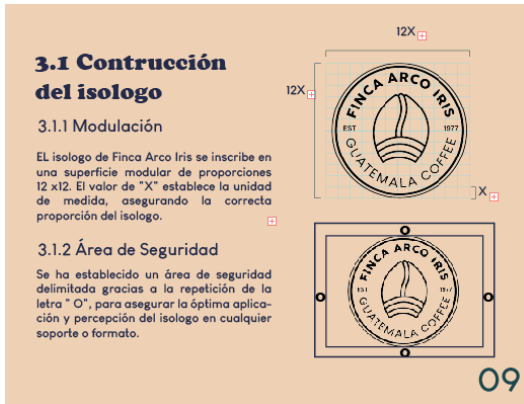 3.1 Contrucción
del isologo
3.1.1 Modulación
EL isologo de Finca Arco Iris se inscribe en
una superficie modular de proporciones
12 x12. El valor de "X" establece la unidad
de medida, asegurando la correcta
proporción del isologo.
3.1.2 Área de Seguridad
Se ha establecido un área de seguridad
delimitada gracias a la repetición de la
letra " O", para asegurar la óptima aplica-
ción y percepción del isologo en cualquier
soporte o formato.
12X
12X
FINCA ARCO IRIS
EST 1977
GUATEMALA COFFEE
X
O
FINCA ARCO IRIS
O EST 1977 O
GUATEMALA COFFEE
O
09